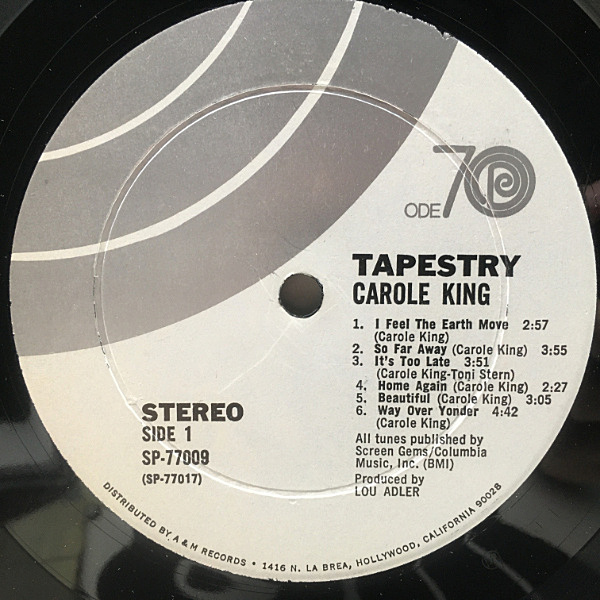 ODE 70
TAPESTRY
CAROLE KING
1. I Feel The Earth Move 2:57
(Carole King)
2. So Far Away (Carole King) 3:55
3. It's Too Late 3:51
(Carole King-Toni Stern)
4. Home Again (Carole King) 2:27
5. Beautiful (Carole King) 3:05
6. Way Over Yonder 4:42
(Carole King)
All tunes published by
Screen Gems/Columbia
Music, Inc. (BMI)
Produced by
LOU ADLER
STEREO
SIDE 1
SP-77009
(SP-77017)
DISTRIBUTED BY A & M RECORDS • 1416 N. LA BREA, HOLLYWOOD, CALIFORNIA 90028